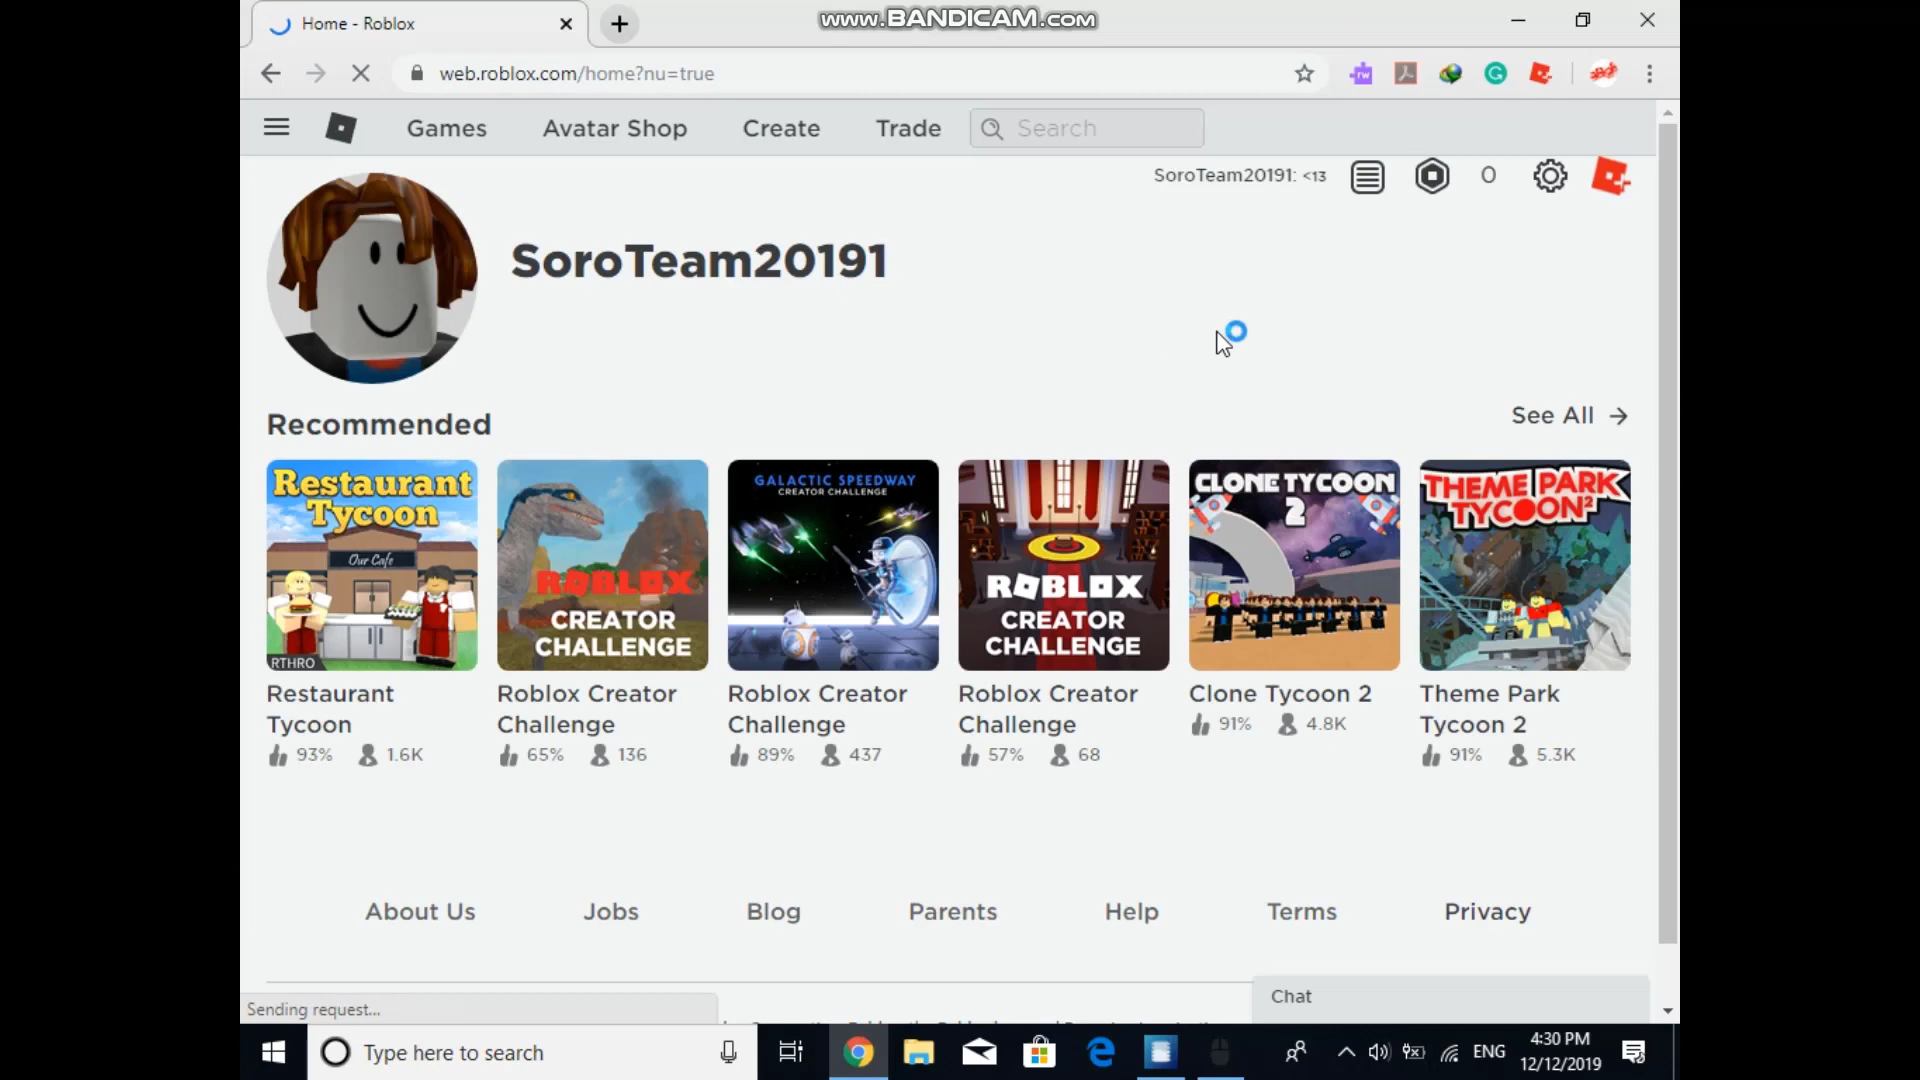 Home - Roblox
www.BANDICAM.com
web.roblox.com/home?nu=true
rw
Games
Avatar Shop
Create
Trade
Search
SoroTeam20191: <13
0
SoroTeam20191
Recommended
See All
Restaurant Tycoon
Our Cafe
RTHRO
ROBLOX
CREATOR
CHALLENGE
GALACTIC SPEEDWAY
CREATOR CHALLENGE
ROBLOX
CREATOR
CHALLENGE
CLONE TYCOON
2
THEME PARK
TYCOON 2
Restaurant
Tycoon
93% 1.6K
Roblox Creator
Challenge
65% 136
Roblox Creator
Challenge
89% 437
Roblox Creator
Challenge
57% 68
Clone Tycoon 2
91% 4.8K
Theme Park
Tycoon 2
91% 5.3K
About Us
Jobs
Blog
Parents
Help
Terms
Privacy
Sending request...
Chat
Type here to search
ENG
4:30 PM
12/12/2019